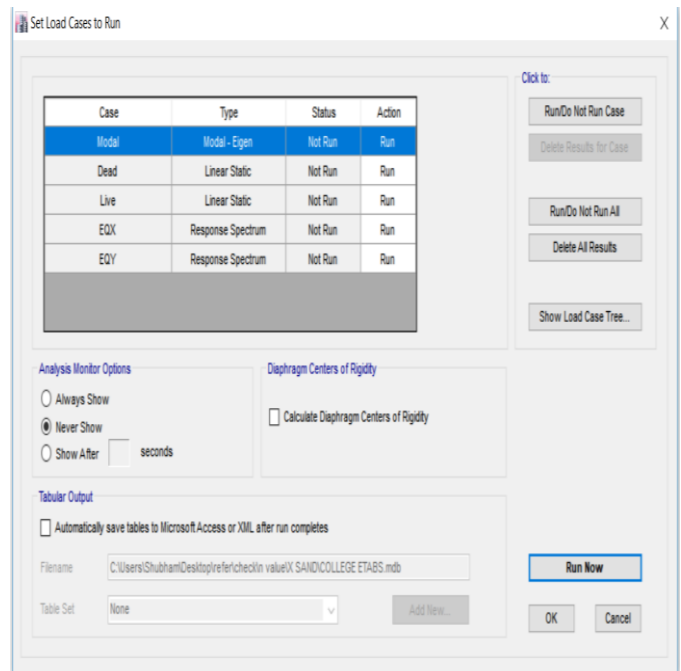 Set Load Cases to Run
X
Click to:
Case Type Status Action
Modal Modal - Eigen Not Run Run
Dead Linear Static Not Run Run
Live Linear Static Not Run Run
EQX Response Spectrum Not Run Run
EQY Response Spectrum Not Run Run
Run/Do Not Run Case
Delete Results for Case
Run/Do Not Run All
Delete All Results
Show Load Case Tree...
Analysis Monitor Options
Always Show
Never Show
Show After seconds
Diaphragm Centers of Rigidity
Calculate Diaphragm Centers of Rigidity
Tabular Output
Automatically save tables to Microsoft Access or XML after run completes
Filename C:\Users\Shubham\Desktop\refer\check\n value\X SAND\COLLEGE ETABS.mdb
Table Set None Add New...
Run Now
OK Cancel